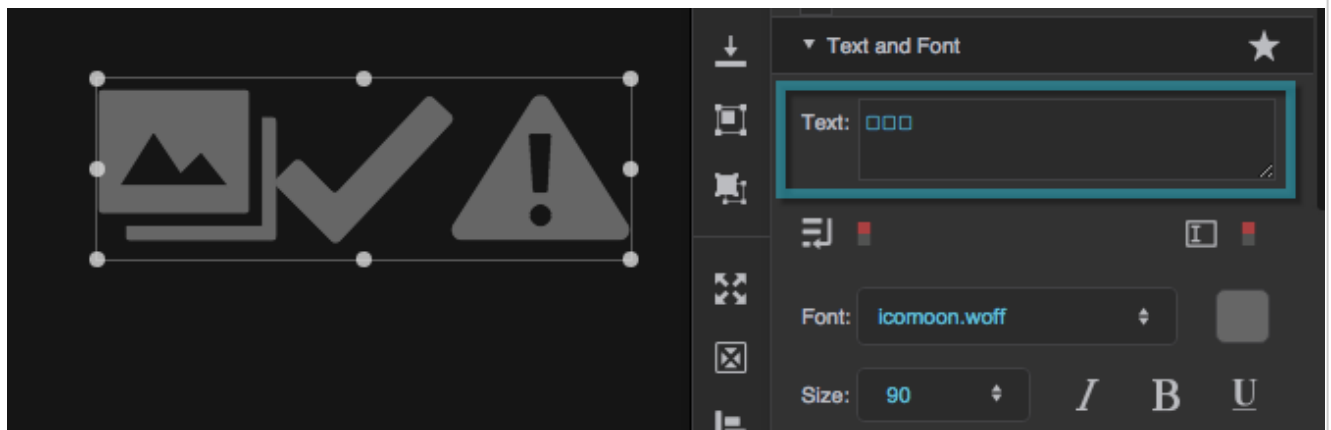 Text and Font
Text: □□□
Font: icomoon.woff
Size: 90 I B U